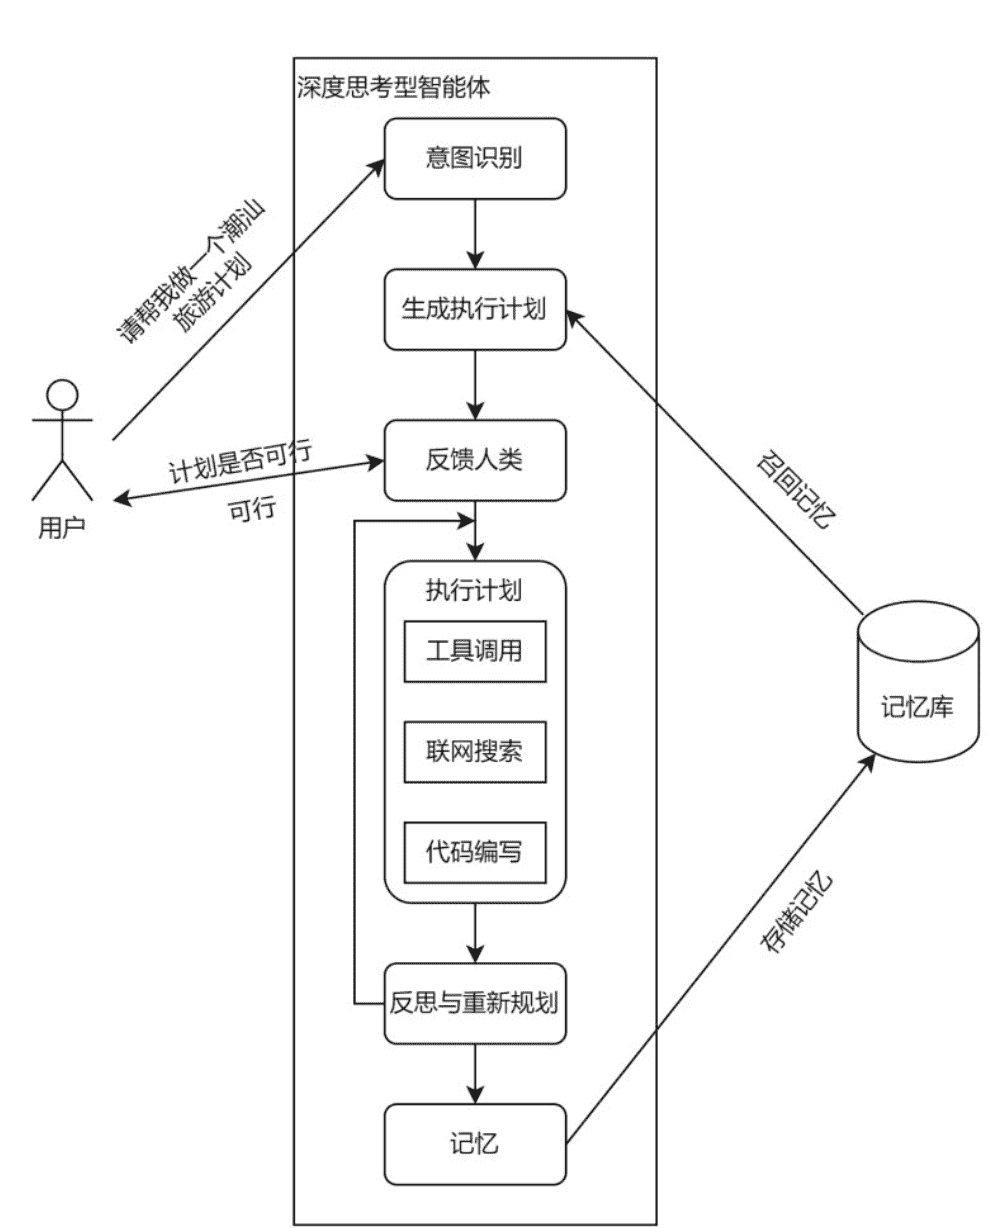 深度思考型智能体
意图识别
请帮我做一个潮汕
旅游计划
生成执行计划
反馈人类
计划是否可行
可行
用户
召回记忆
执行计划
工具调用
记忆库
联网搜索
代码编写
存储记忆
反思与重新规划
记忆